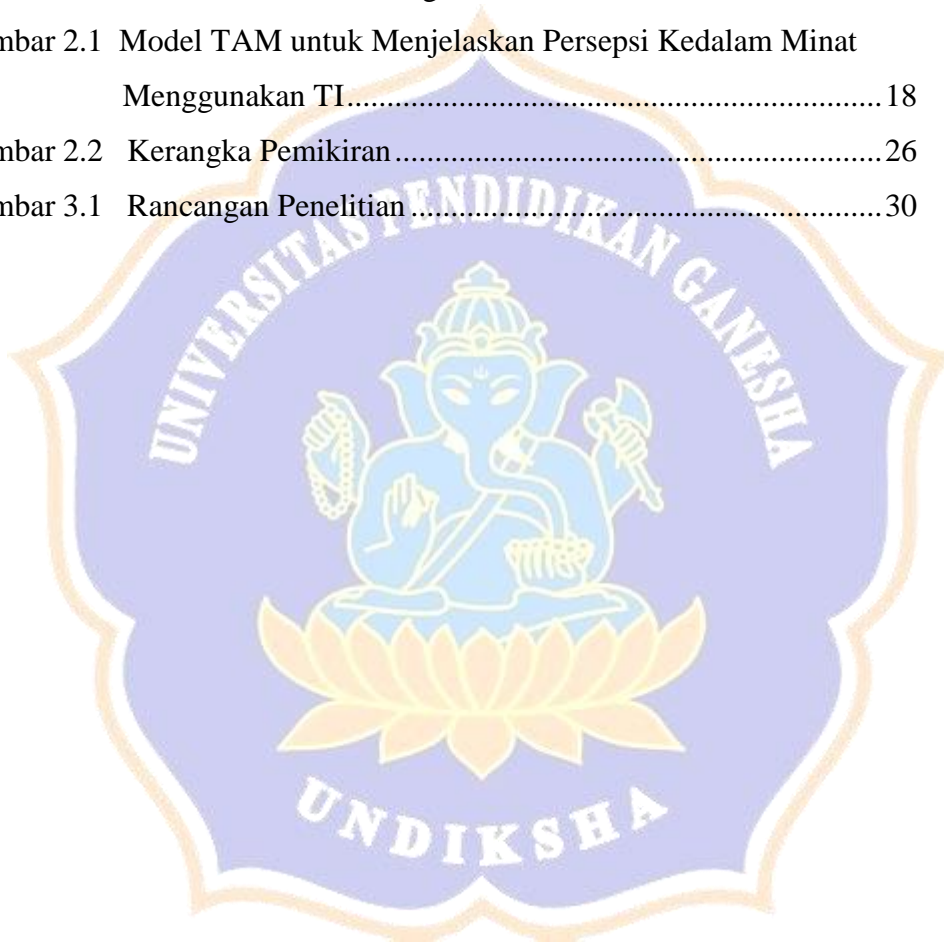 mbar 2.1 Model TAM untuk Menjelaskan Persepsi Kedalam Minat
Menggunakan TI.................................................................18
mbar 2.2 Kerangka Pemikiran...........................................................26
mbar 3.1 Rancangan Penelitian.........................................................30
UNIVERSITAS PENDIDIKAN GANESHA
UNDIKSHA